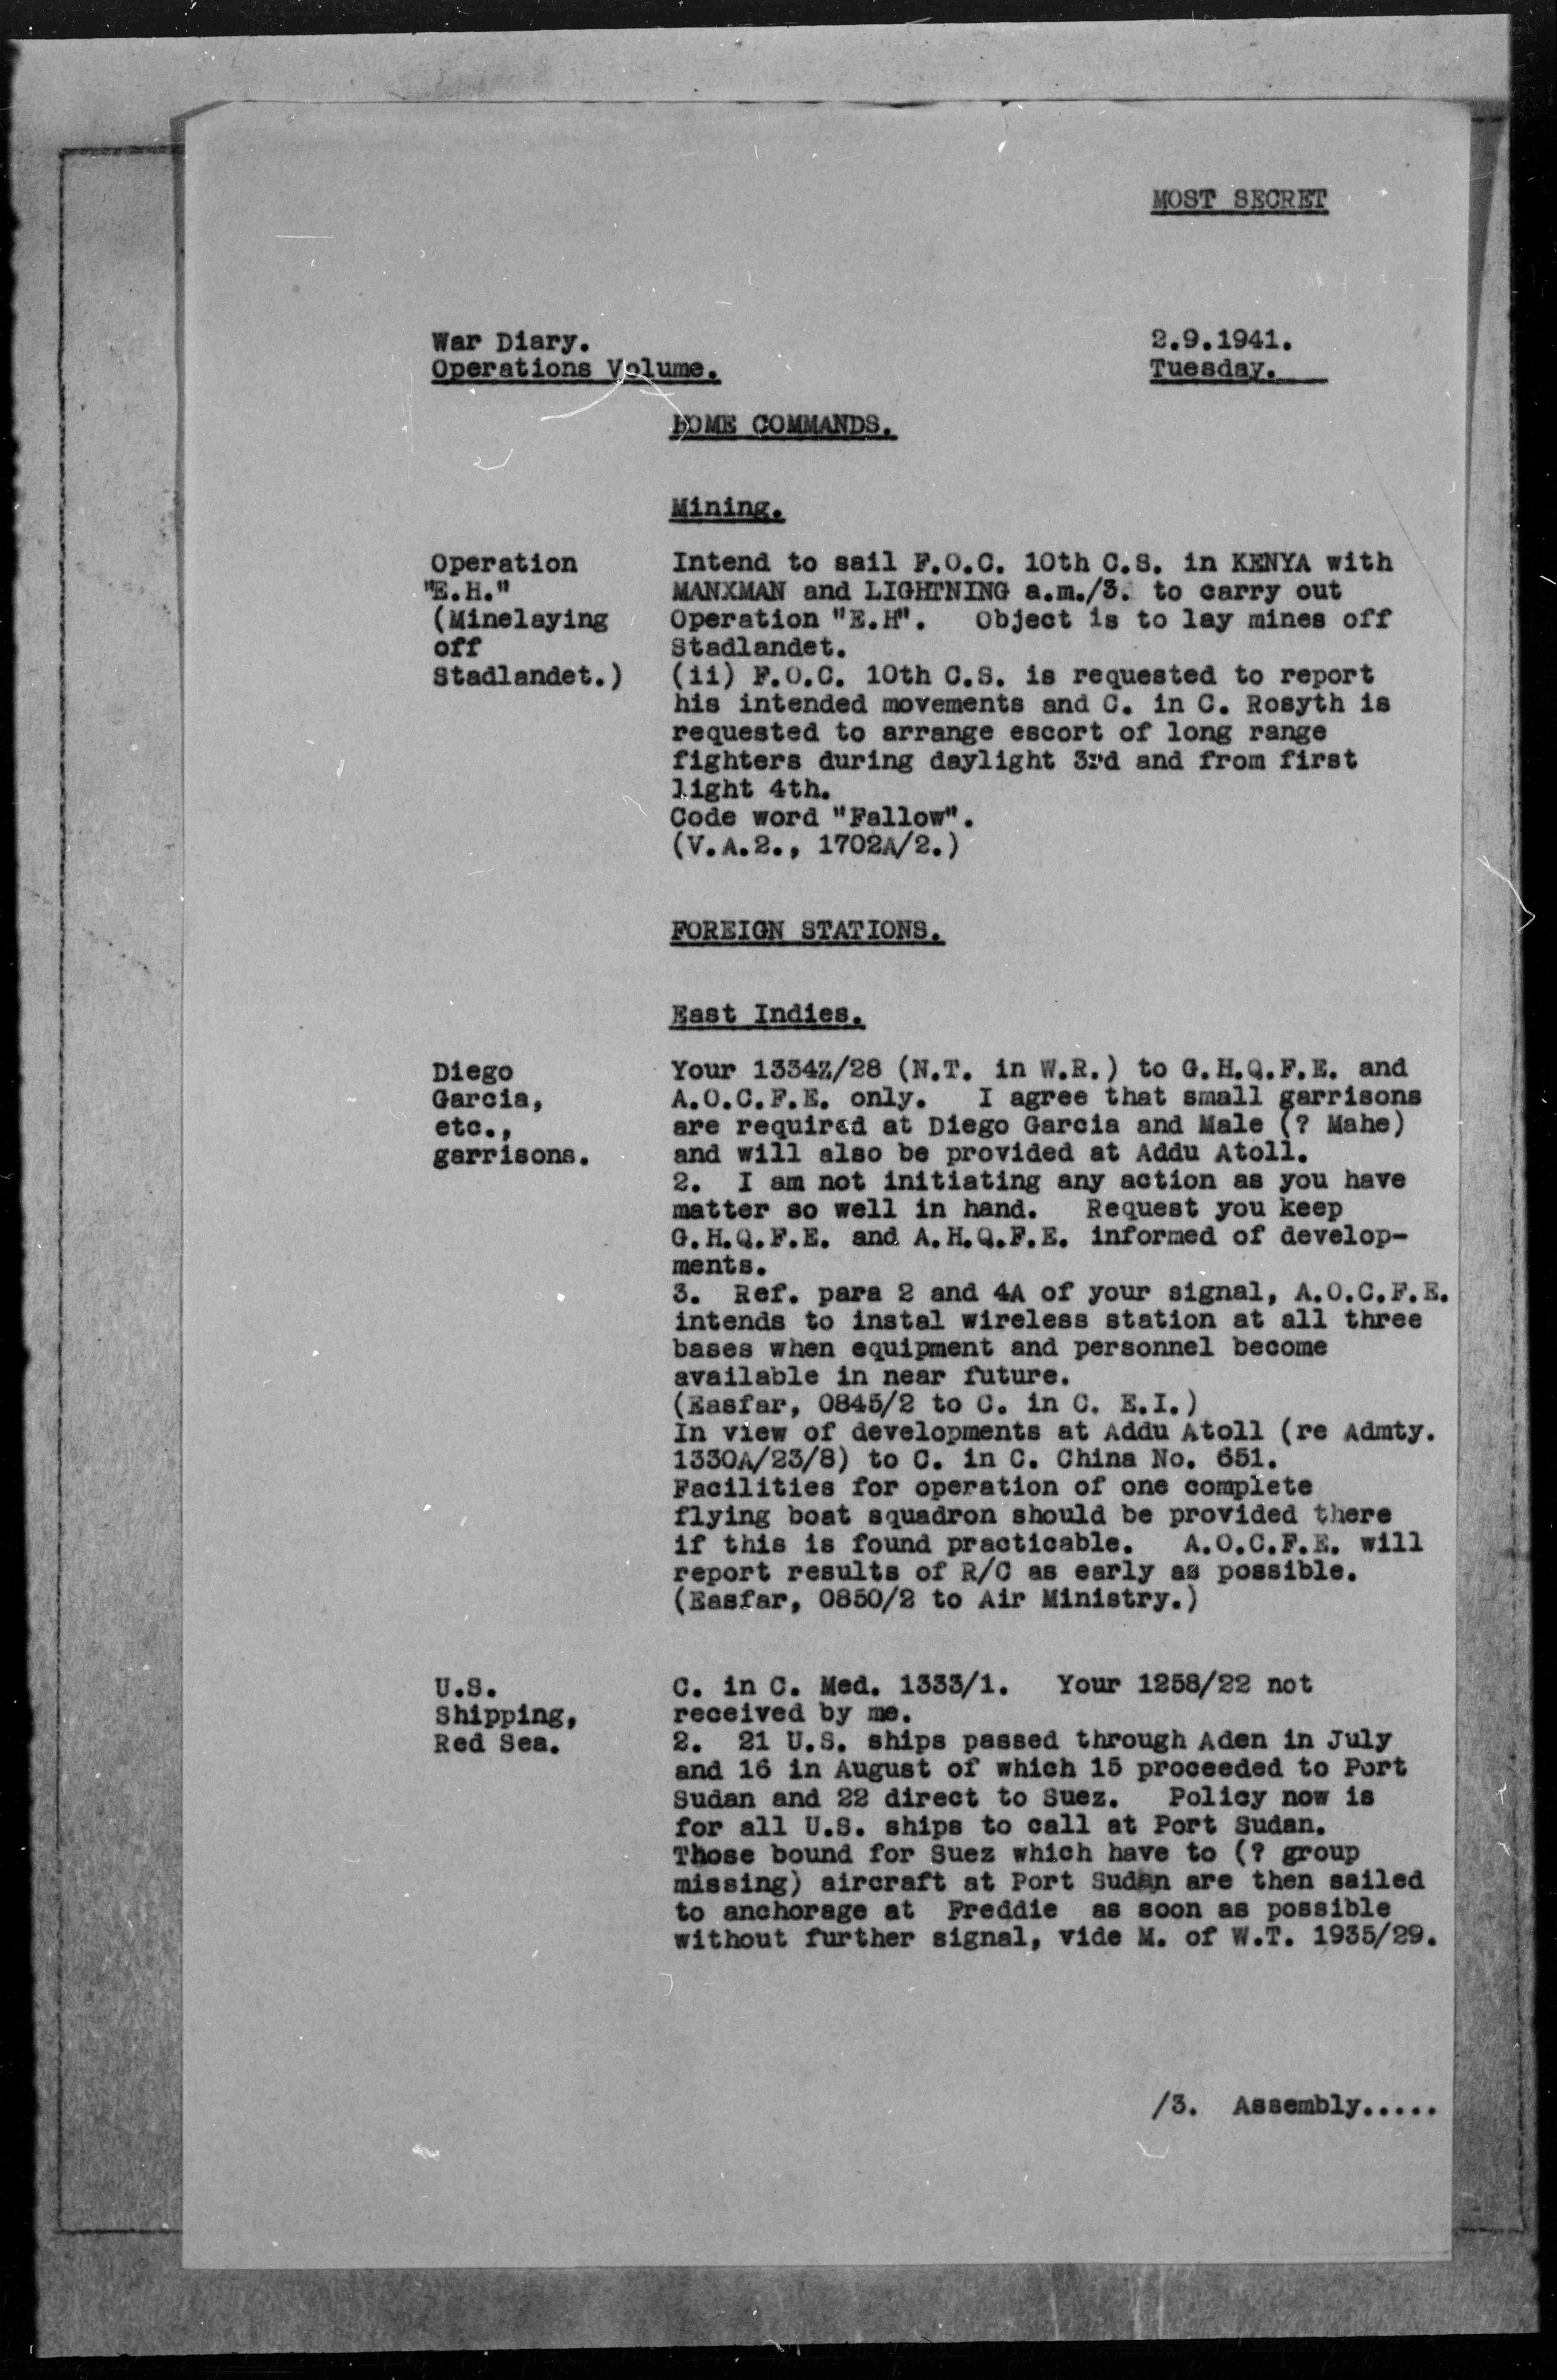 MOST SECRET
War Diary.
Operations Volume.
2.9.1941.
Tuesday.
HOME COMMANDS.
Mining.
Operation
"E.H."
(Minelaying
off
Stadlandet.)
Intend to sail F.O.C. 10th C.S. in KENYA with
MANXMAN and LIGHTNING a.m./3. to carry out
Operation "E.H".   Object is to lay mines off
Stadlandet.
(ii) F.O.C. 10th C.S. is requested to report
his intended movements and C. in C. Rosyth is
requested to arrange escort of long range
fighters during daylight 3rd and from first
light 4th.
Code word "Fallow".
(V.A.2., 1702A/2.)
FOREIGN STATIONS.
East Indies.
Diego
Garcia,
etc.,
garrisons.
Your 1334Z/28 (N.T. in W.R.) to G.H.Q.F.E. and
A.O.C.F.E. only.   I agree that small garrisons
are required at Diego Garcia and Male (? Mahe)
and will also be provided at Addu Atoll.
2.  I am not initiating any action as you have
matter so well in hand.   Request you keep
G.H.Q.F.E. and A.H.Q.F.E. informed of develop-
ments.
3.  Ref. para 2 and 4A of your signal, A.O.C.F.E.
intends to instal wireless station at all three
bases when equipment and personnel become
available in near future.
(Easfar, 0845/2 to C. in C. E.I.)
In view of developments at Addu Atoll (re Admty.
1330A/23/8) to C. in C. China No. 651.
Facilities for operation of one complete
flying boat squadron should be provided there
if this is found practicable.   A.O.C.F.E. will
report results of R/C as early as possible.
(Easfar, 0850/2 to Air Ministry.)
U.S.
Shipping,
Red Sea.
C. in C. Med. 1333/1.   Your 1258/22 not
received by me.
2.  21 U.S. ships passed through Aden in July
and 16 in August of which 15 proceeded to Port
Sudan and 22 direct to Suez.   Policy now is
for all U.S. ships to call at Port Sudan.
Those bound for Suez which have to (? group
missing) aircraft at Port Sudan are then sailed
to anchorage at Freddie as soon as possible
without further signal, vide M. of W.T. 1935/29.
/3.  Assembly.....